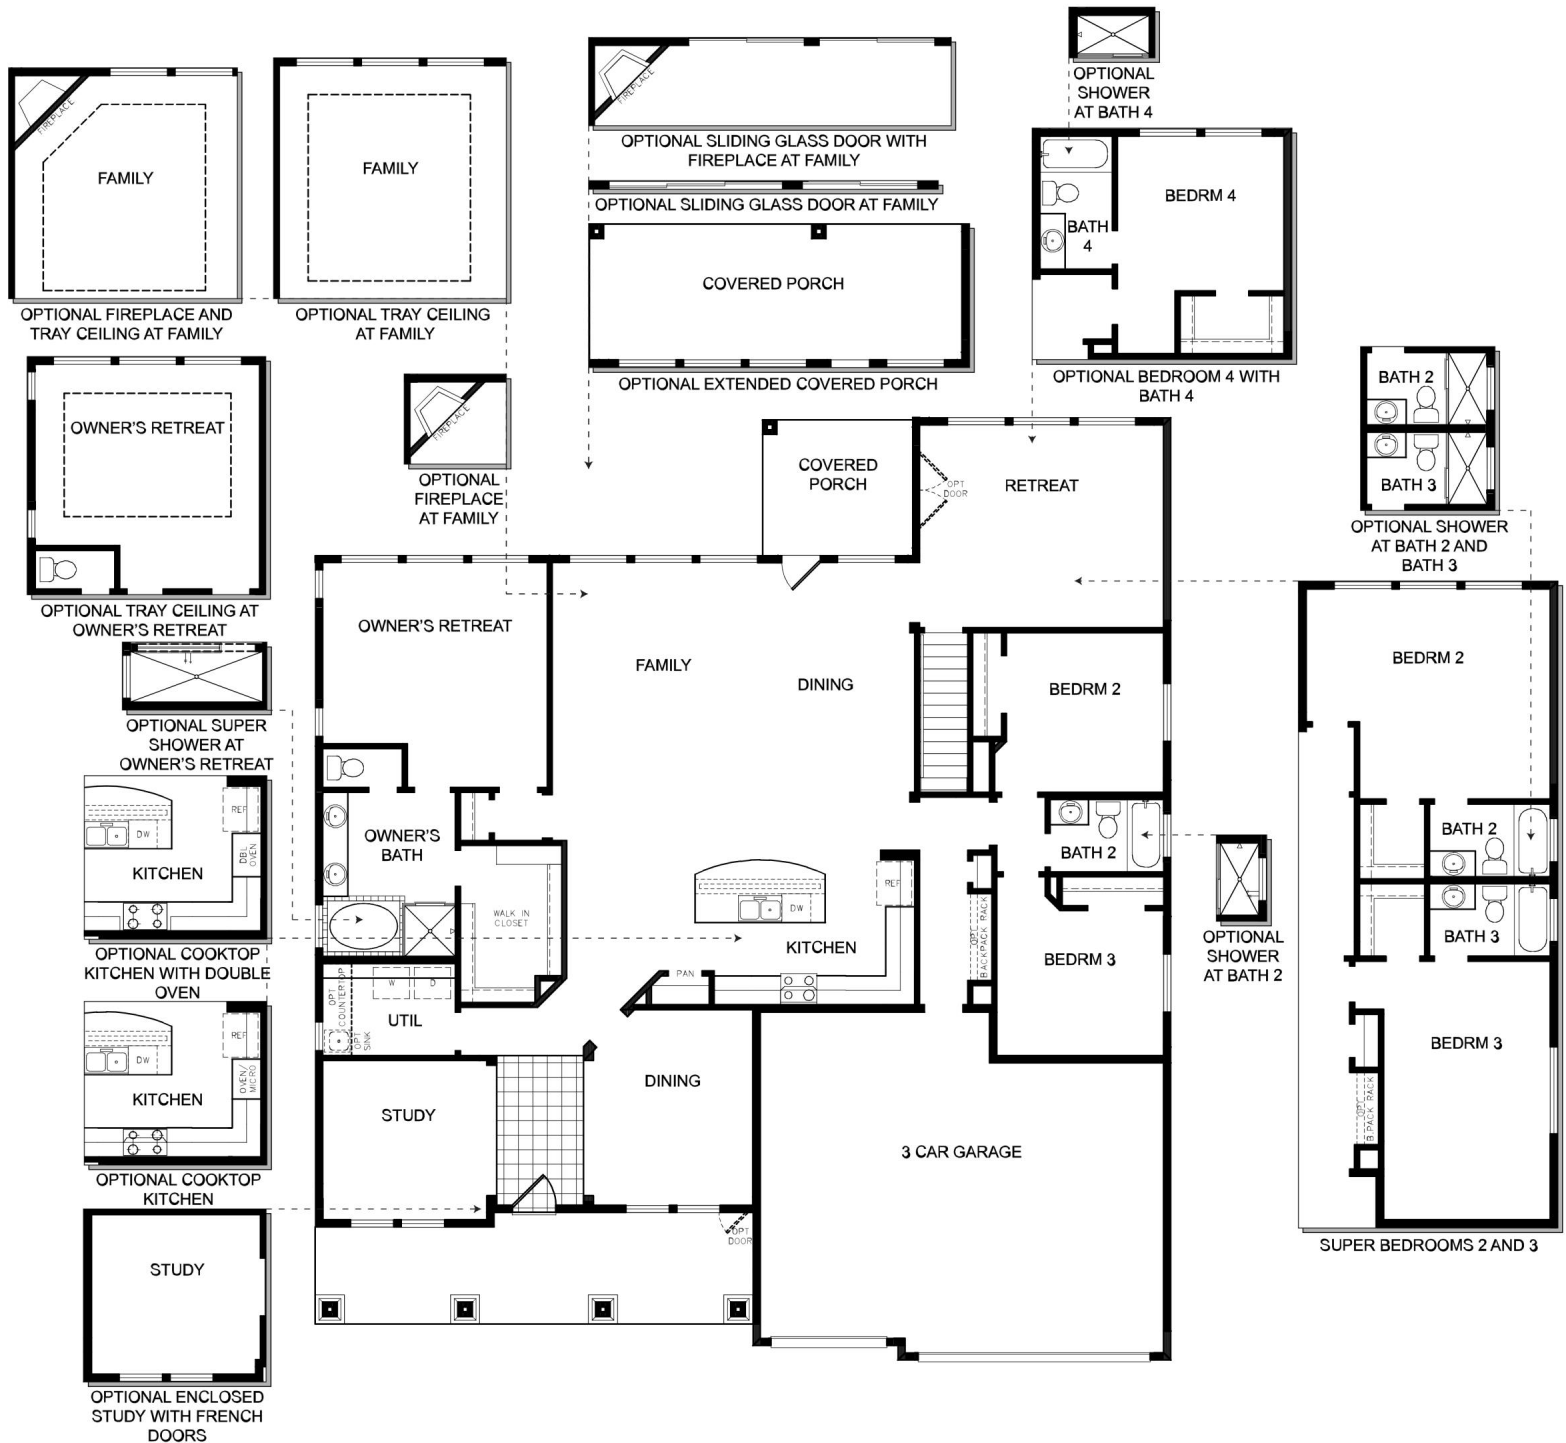 OPTIONAL
SHOWER
AT BATH 4
FIREPLACE
FAMILY
OPTIONAL FIREPLACE AND
TRAY CEILING AT FAMILY
FAMILY
OPTIONAL TRAY CEILING
AT FAMILY
FIREPLACE
OPTIONAL SLIDING GLASS DOOR WITH
FIREPLACE AT FAMILY
OPTIONAL SLIDING GLASS DOOR AT FAMILY
COVERED PORCH
OPTIONAL EXTENDED COVERED PORCH
BEDRM 4
BATH
4
OPTIONAL BEDROOM 4 WITH
BATH 4
BATH 2
BATH 3
OPTIONAL SHOWER
AT BATH 2 AND
BATH 3
OWNER'S RETREAT
OPTIONAL TRAY CEILING AT
OWNER'S RETREAT
FIREPLACE
OPTIONAL
FIREPLACE
AT FAMILY
COVERED
PORCH
OPT
DOOR
RETREAT
OWNER'S RETREAT
FAMILY
DINING
BEDRM 2
BEDRM 2
OPTIONAL SUPER
SHOWER AT
OWNER'S RETREAT
REF
DW
DBL
OVEN
KITCHEN
OPTIONAL COOKTOP
KITCHEN WITH DOUBLE
OVEN
OWNER'S
BATH
WALK IN
CLOSET
REF
DW
KITCHEN
PAN
OPT
BACKPACK RACK
BATH 2
BEDRM 3
OPTIONAL
SHOWER
AT BATH 2
BATH 2
BATH 3
BEDRM 3
OPT
B.PACK RACK
SUPER BEDROOMS 2 AND 3
REF
DW
OVEN/
MICRO
KITCHEN
OPTIONAL COOKTOP
KITCHEN
OPT
COUNTERTOP
W
D
OPT
SINK
UTIL
STUDY
DINING
OPT
DOOR
3 CAR GARAGE
STUDY
OPTIONAL ENCLOSED
STUDY WITH FRENCH
DOORS